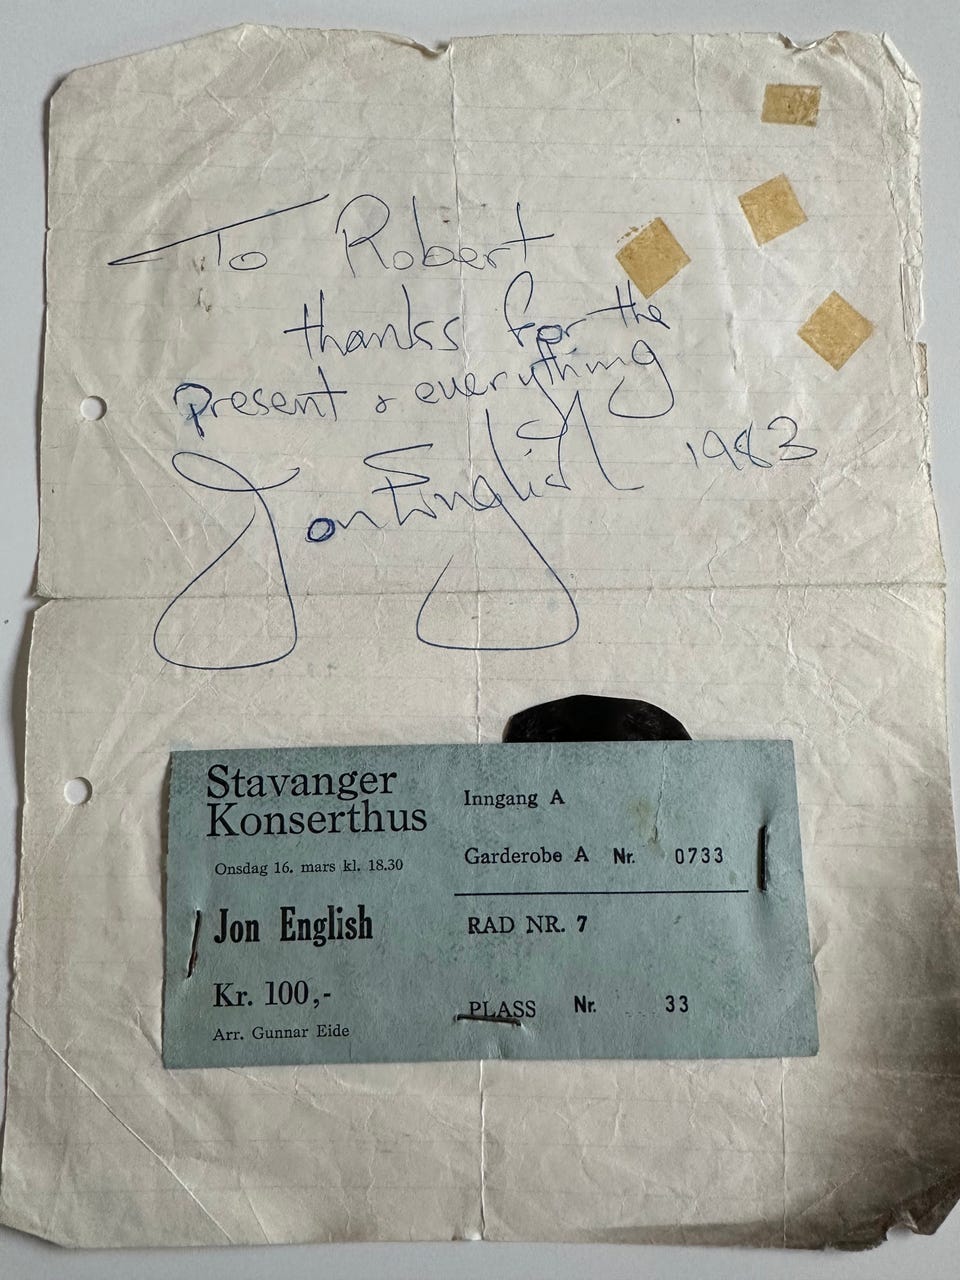 To Robert
thanks for the
present & everything
Jon English 1983
Stavanger
Konserthus
Onsdag 16. mars kl. 18.30
Jon English
Kr. 100,-
Arr. Gunnar Eide
Inngang A
Garderobe A Nr. 0733
RAD NR. 7
PLASS Nr. 33